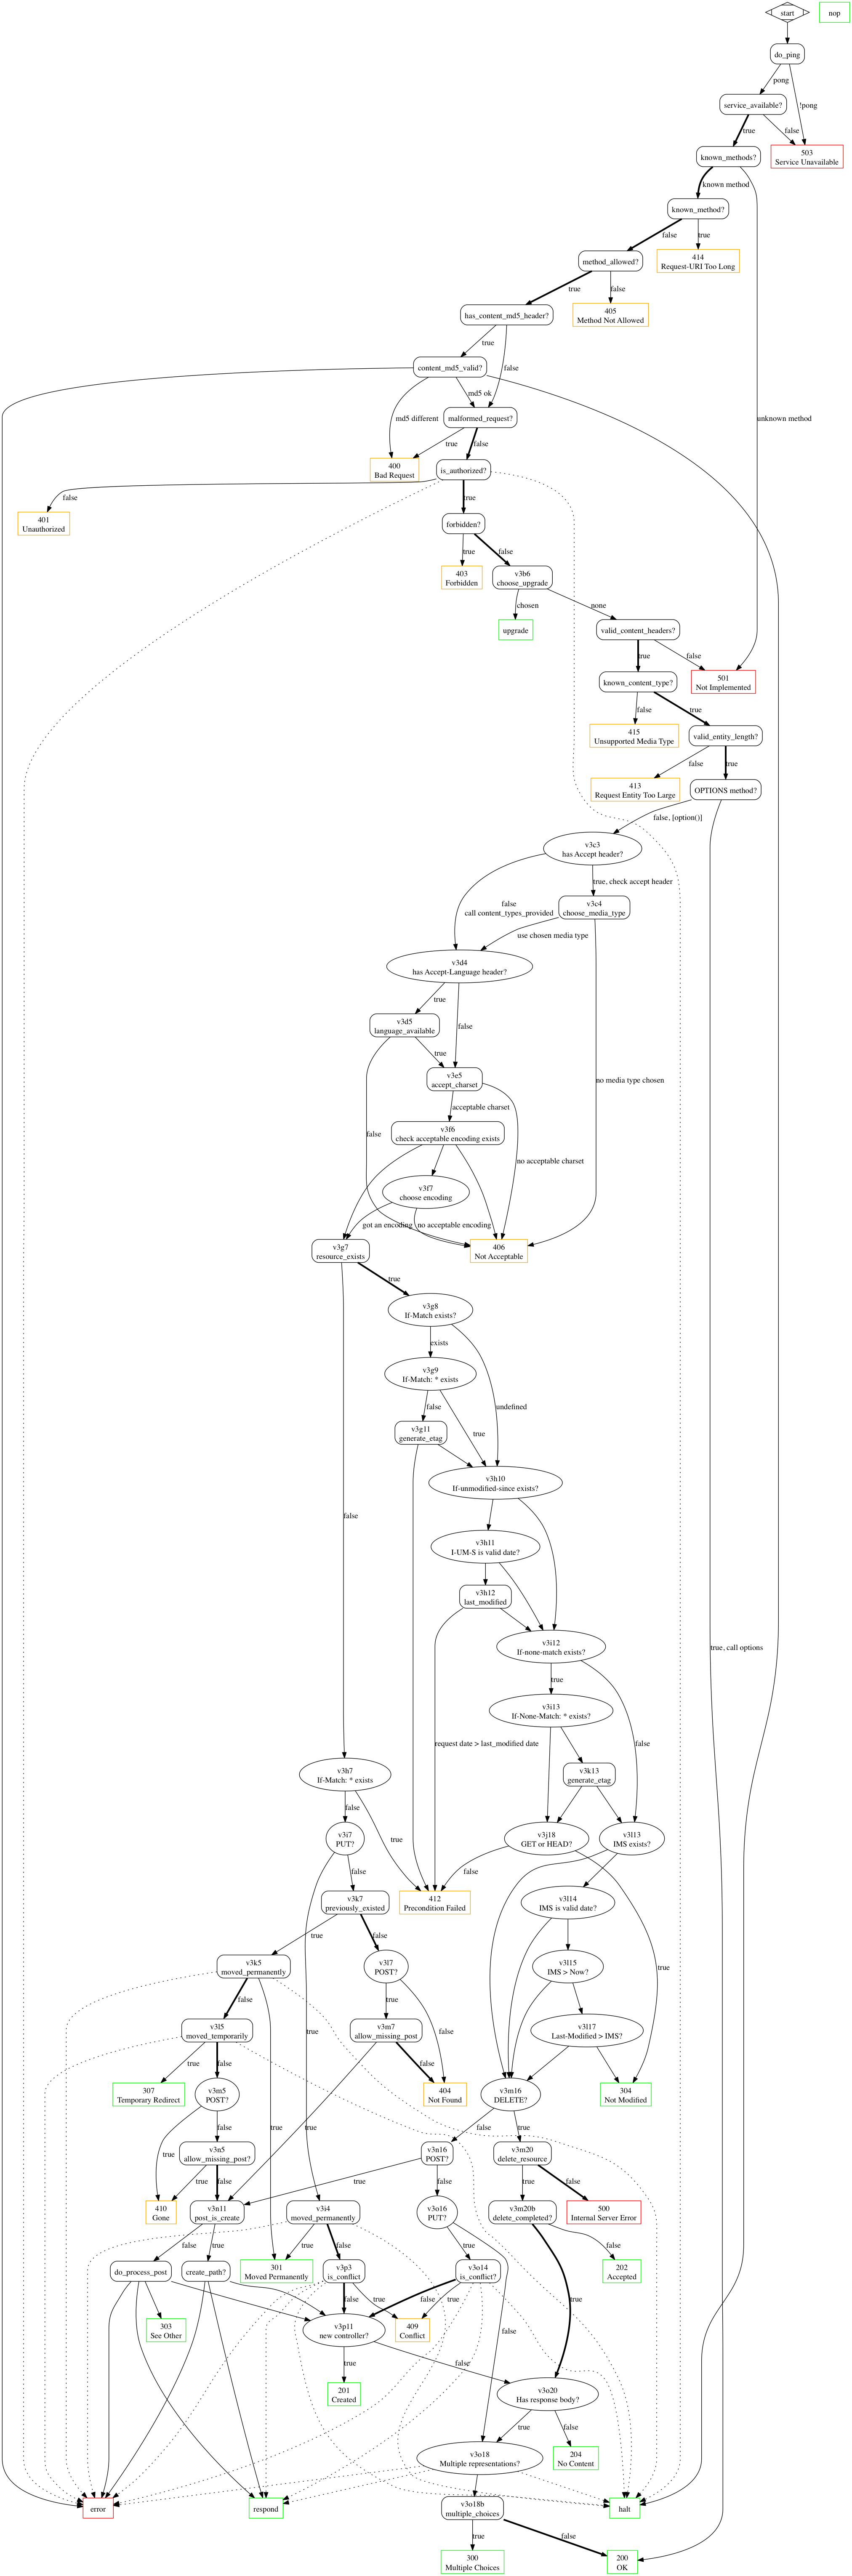 start
nop
do_ping
pong
!pong
service_available?
true
false
known_methods?
503
Service Unavailable
known method
known_method?
false
true
method_allowed?
414
Request-URI Too Long
true
false
has_content_md5_header?
405
Method Not Allowed
true
false
content_md5_valid?
md5 different
md5 ok
malformed_request?
unknown method
true
false
400
Bad Request
is_authorized?
false
true
401
Unauthorized
forbidden?
true
false
403
Forbidden
v3b6
choose_upgrade
chosen
none
upgrade
valid_content_headers?
true
false
known_content_type?
501
Not Implemented
false
true
415
Unsupported Media Type
valid_entity_length?
false
true
413
Request Entity Too Large
OPTIONS method?
false, [option()]
v3c3
has Accept header?
true, check accept header
false
call content_types_provided
v3c4
choose_media_type
use chosen media type
v3d4
has Accept-Language header?
true
false
v3d5
language_available
true
v3e5
accept_charset
no media type chosen
acceptable charset
false
v3f6
check acceptable encoding exists
no acceptable charset
v3f7
choose encoding
got an encoding
no acceptable encoding
v3g7
resource_exists
406
Not Acceptable
true
v3g8
If-Match exists?
exists
v3g9
If-Match: * exists
false
undefined
v3g11
generate_etag
true
v3h10
If-unmodified-since exists?
false
v3h11
I-UM-S is valid date?
v3h12
last_modified
v3i12
If-none-match exists?
true, call options
true
v3i13
If-None-Match: * exists?
request date > last_modified date
false
v3h7
If-Match: * exists
v3k13
generate_etag
false
true
v3i7
PUT?
v3j18
GET or HEAD?
v3l13
IMS exists?
false
false
v3k7
previously_existed
412
Precondition Failed
v3l14
IMS is valid date?
true
false
v3k5
moved_permanently
v3l7
POST?
v3l15
IMS > Now?
true
false
true
false
v3l5
moved_temporarily
true
v3m7
allow_missing_post
v3l17
Last-Modified > IMS?
true
false
false
307
Temporary Redirect
v3m5
POST?
404
Not Found
v3m16
DELETE?
304
Not Modified
true
false
true
true
false
true
v3n5
allow_missing_post?
v3n16
POST?
v3m20
delete_resource
true
false
true
false
true
false
410
Gone
v3n11
post_is_create
v3i4
moved_permanently
v3o16
PUT?
v3m20b
delete_completed?
500
Internal Server Error
false
true
true
false
true
false
do_process_post
create_path?
301
Moved Permanently
v3p3
is_conflict
v3o14
is_conflict?
202
Accepted
true
false
true
false
true
303
See Other
v3p11
new controller?
409
Conflict
false
true
false
201
Created
v3o20
Has response body?
true
false
v3o18
Multiple representations?
204
No Content
error
respond
v3o18b
multiple_choices
halt
true
false
300
Multiple Choices
200
OK